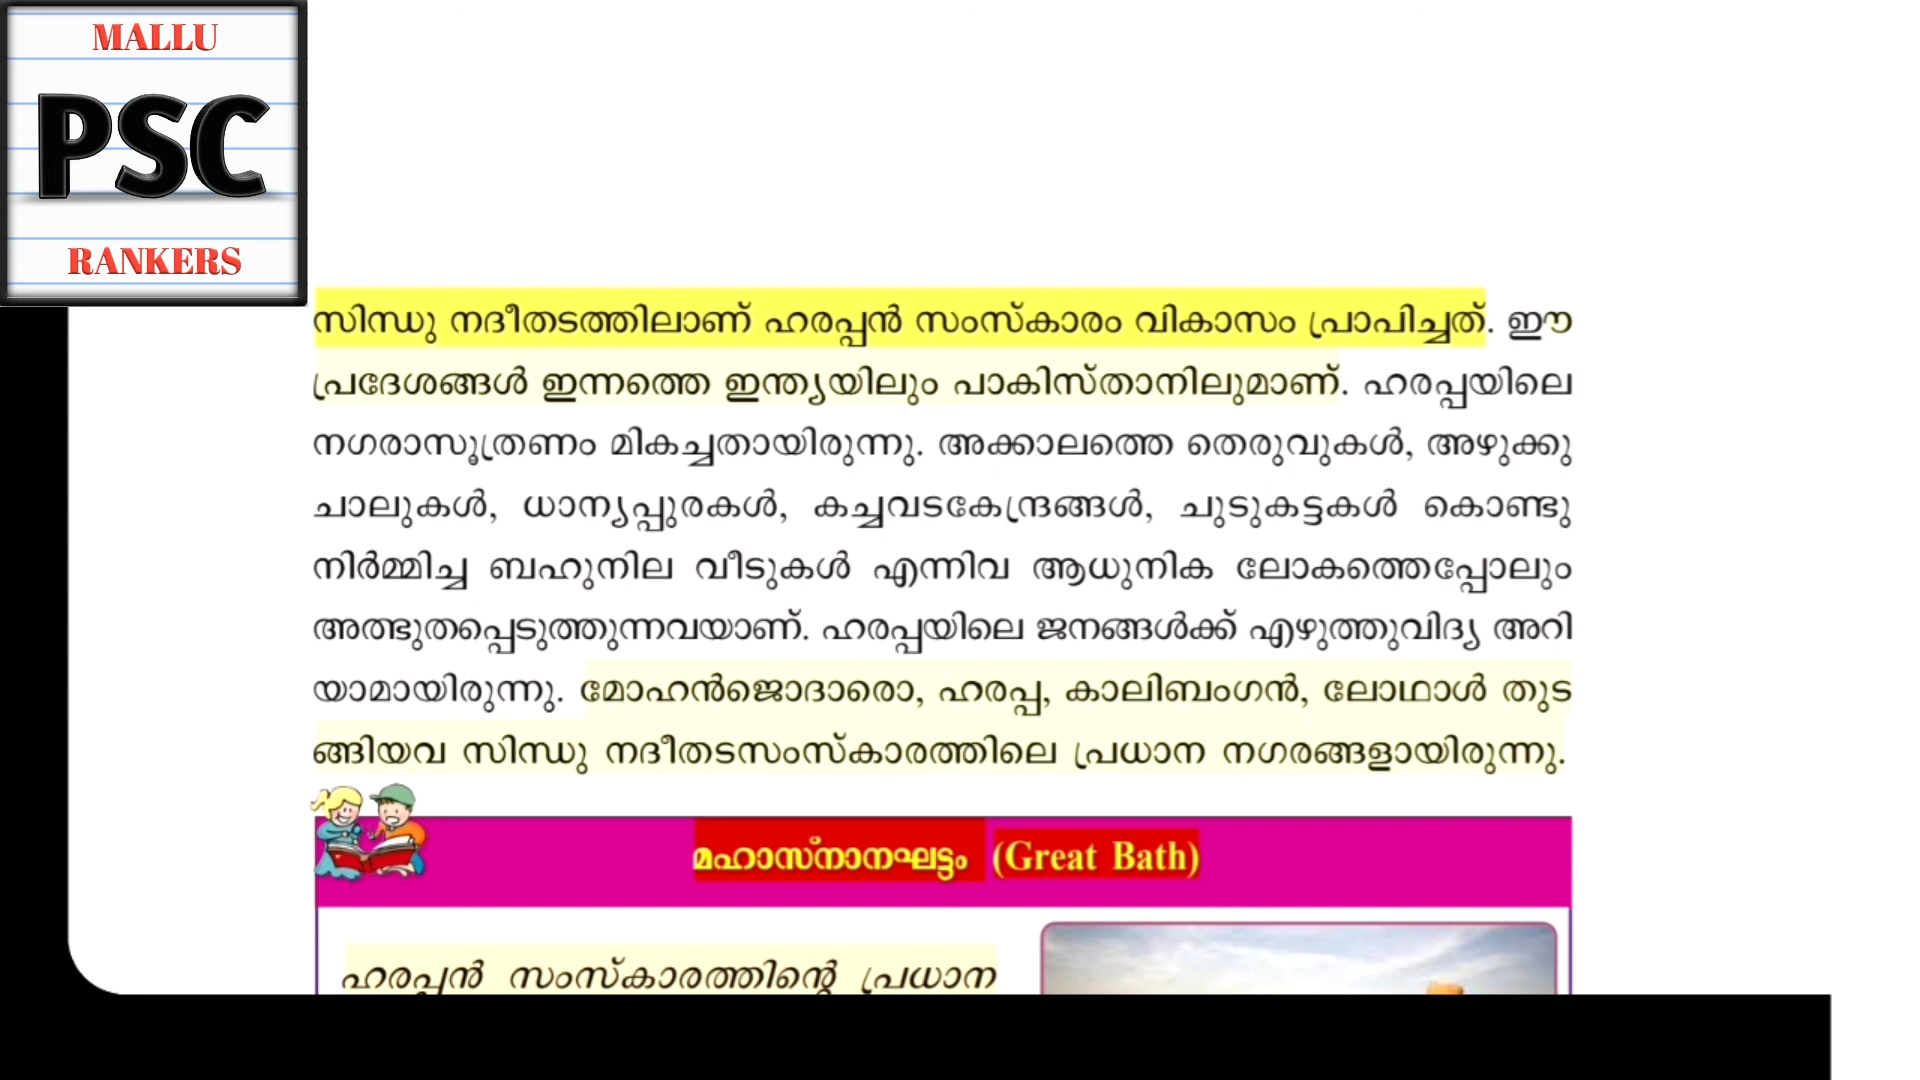 MALLU
PSC
RANKERS
സിന്ധു നദീതടത്തിലാണ് ഹരപ്പൻ സംസ്കാരം വികാസം പ്രാപിച്ചത്. ഈ
പ്രദേശങ്ങൾ ഇന്നത്തെ ഇന്ത്യയിലും പാകിസ്താനിലുമാണ്. ഹരപ്പയിലെ
നഗരാസൂത്രണം മികച്ചതായിരുന്നു. അക്കാലത്തെ തെരുവുകൾ, അഴുക്കു
ചാലുകൾ, ധാന്യപ്പുരകൾ, കച്ചവടകേന്ദ്രങ്ങൾ, ചുടുകട്ടകൾ കൊണ്ടു
നിർമ്മിച്ച ബഹുനില വീടുകൾ എന്നിവ ആധുനിക ലോകത്തെപ്പോലും
അത്ഭുതപ്പെടുത്തുന്നവയാണ്. ഹരപ്പയിലെ ജനങ്ങൾക്ക് എഴുത്തുവിദ്യ അറി
യാമായിരുന്നു. മോഹൻജൊദാരൊ, ഹരപ്പ, കാലിബംഗൻ, ലോഥാൾ തുട
ങ്ങിയവ സിന്ധു നദീതടസംസ്കാരത്തിലെ പ്രധാന നഗരങ്ങളായിരുന്നു.
മഹാസ്നാനഘട്ടം (Great Bath)
ഹരപ്പൻ സംസ്കാരത്തിന്റെ പ്രധാന